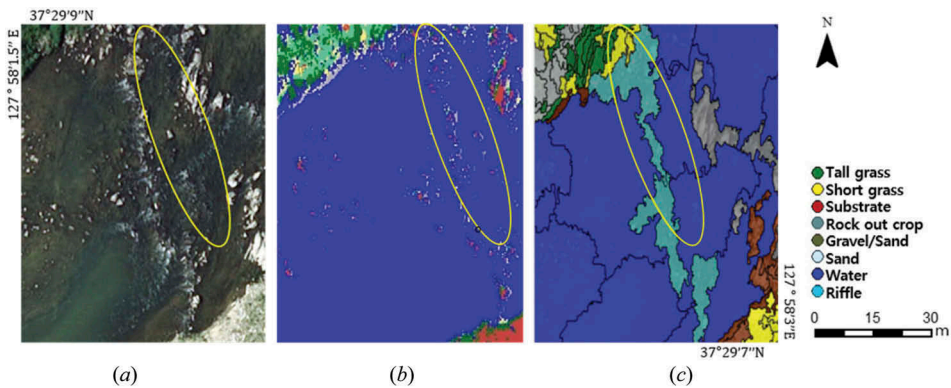 37°29′9″N
127° 58′1.5″ E
N
Tall grass
Short grass
Substrate
Rock out crop
Gravel/Sand
Sand
Water
Riffle
0 15 30
m
127° 58′3″E
37°29′7″N
(a) (b) (c)